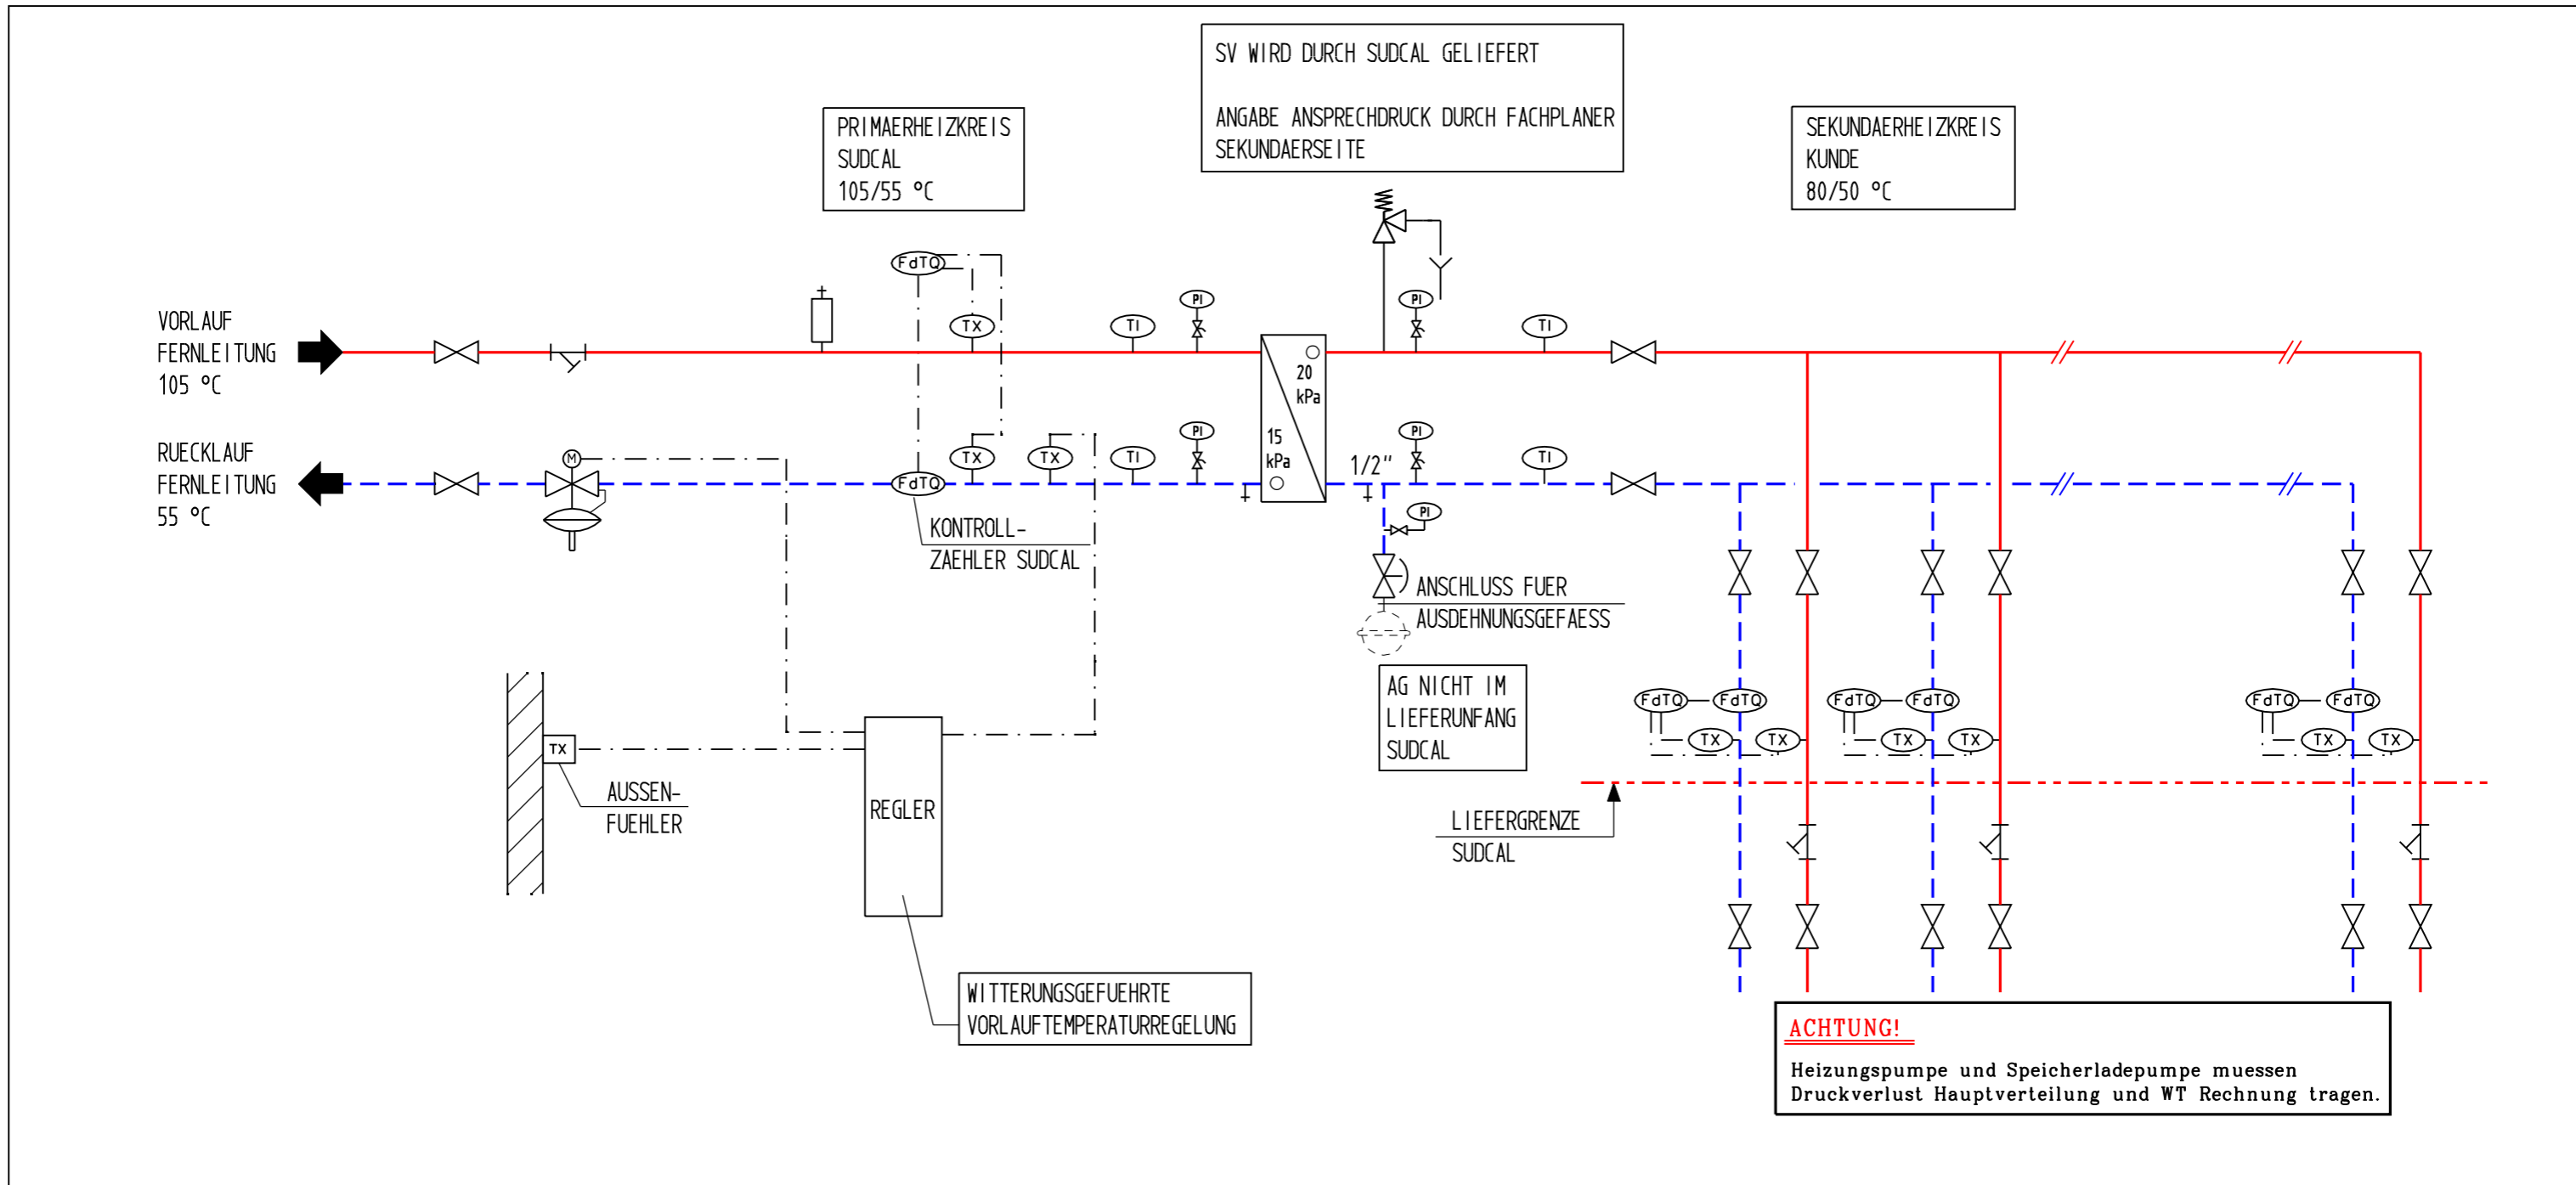 SV WIRD DURCH SUDCAL GELIEFERT
ANGABE ANSPRECHDRUCK DURCH FACHPLANER
SEKUNDAERSEITE
PRIMAERHEIZKREIS
SUDCAL
105/55 °C
SEKUNDAERHEIZKREIS
KUNDE
80/50 °C
FdTQ
VORLAUF
FERNLEITUNG
105 °C
TX
TI
PI
PI
TI
20
kPa
15
kPa
RUECKLAUF
FERNLEITUNG
55 °C
M
FdTQ
TX
TX
TI
PI
1/2"
PI
TI
PI
KONTROLL-
ZAEHLER SUDCAL
ANSCHLUSS FUER
AUSDEHNUNGSGEFAESS
AG NICHT IM
LIEFERUNFANG
SUDCAL
FdTQ
FdTQ
TX
TX
FdTQ
FdTQ
TX
TX
FdTQ
FdTQ
TX
TX
TX
AUSSEN-
FUEHLER
REGLER
LIEFERGRENZE
SUDCAL
WITTERUNGSGEFUEHRTE
VORLAUFTEMPERATURREGELUNG
ACHTUNG!
Heizungspumpe und Speicherladepumpe muessen
Druckverlust Hauptverteilung und WT Rechnung tragen.